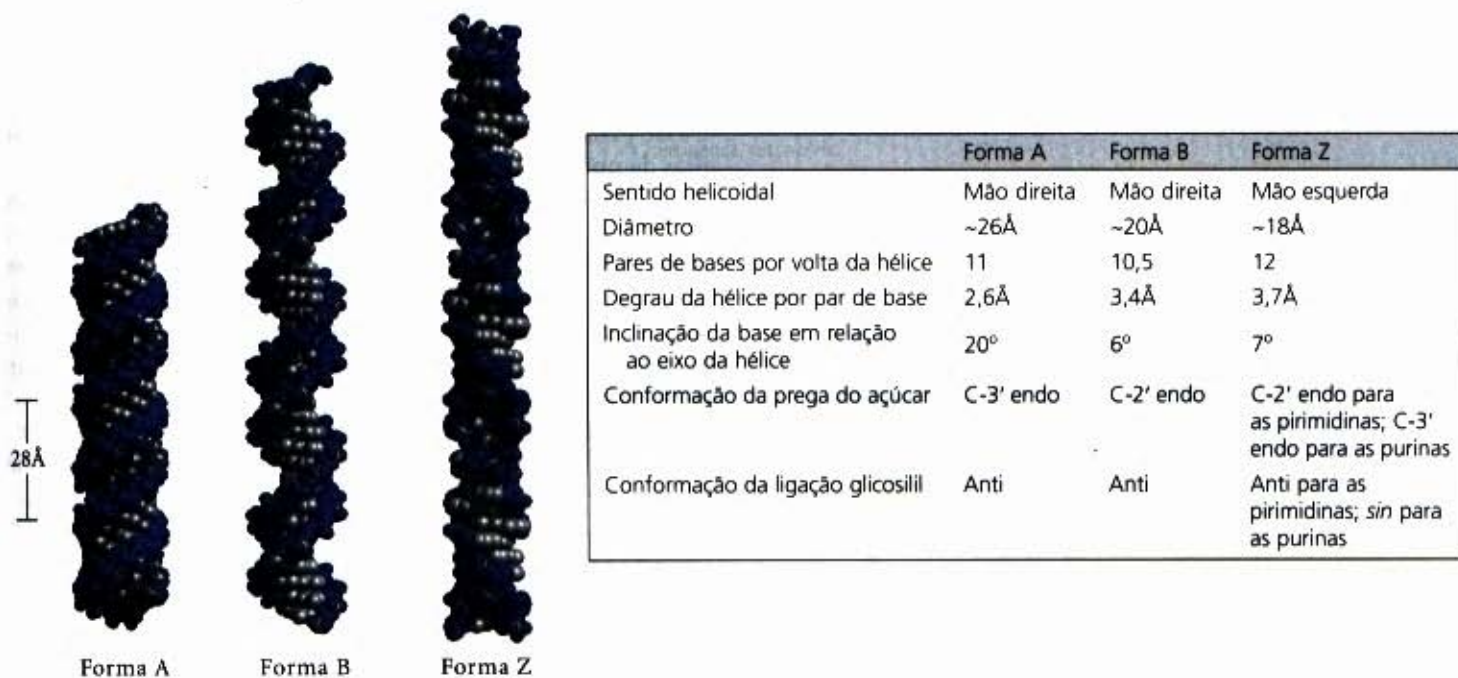 28Å
Forma A
Forma B
Forma Z
Forma A Forma B Forma Z
Sentido helicoidal Mão direita Mão direita Mão esquerda
Diâmetro ~26Å ~20Å ~18Å
Pares de bases por volta da hélice 11 10,5 12
Degrau da hélice por par de base 2,6Å 3,4Å 3,7Å
Inclinação da base em relação
ao eixo da hélice 20º 6º 7º
Conformação da prega do açúcar C-3' endo C-2' endo C-2' endo para
as pirimidinas; C-3'
endo para as purinas
Conformação da ligação glicosilil Anti Anti Anti para as
pirimidinas; sin para
as purinas